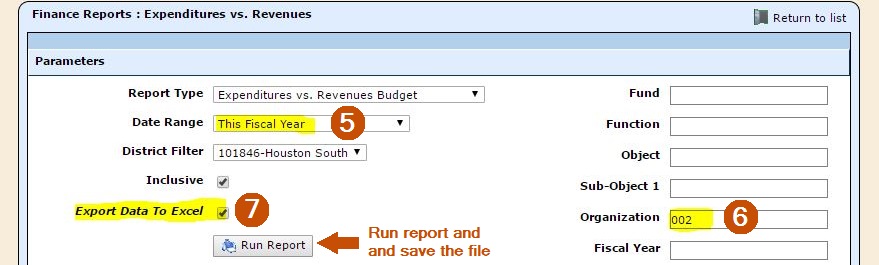 Finance Reports : Expenditures vs. Revenues
Return to list
Parameters
Report Type Expenditures vs. Revenues Budget
Fund
Date Range This Fiscal Year 5
Function
District Filter 101846-Houston South
Object
Inclusive
Sub-Object 1
Export Data To Excel 7
Organization 002 6
Run Report
Run report and
and save the file
Fiscal Year